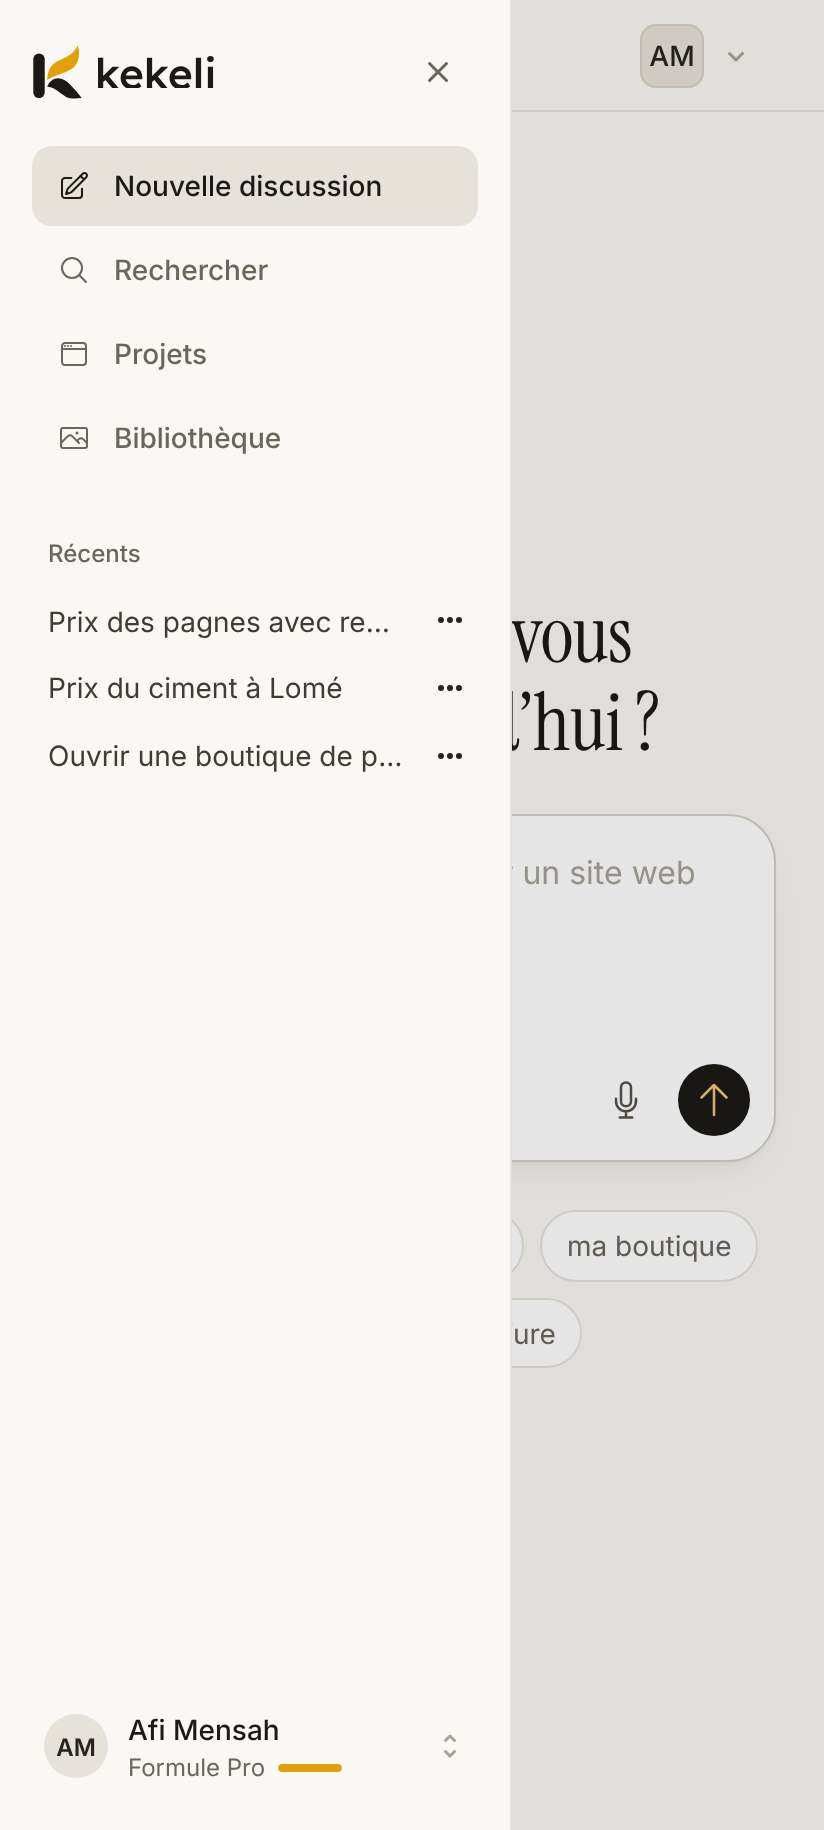 kekeli
AM
Nouvelle discussion
Rechercher
Projets
Bibliothèque
Récents
Prix des pagnes avec re...
Prix du ciment à Lomé
Ouvrir une boutique de p...
vous
l’hui ?
un site web
ma boutique
ure
AM
Afi Mensah
Formule Pro